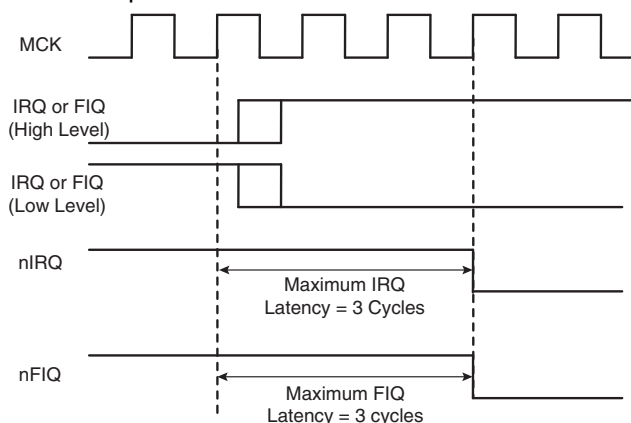 MCK
IRQ or FIQ
(High Level)
IRQ or FIQ
(Low Level)
nIRQ
Maximum IRQ
Latency = 3 Cycles
nFIQ
Maximum FIQ
Latency = 3 cycles